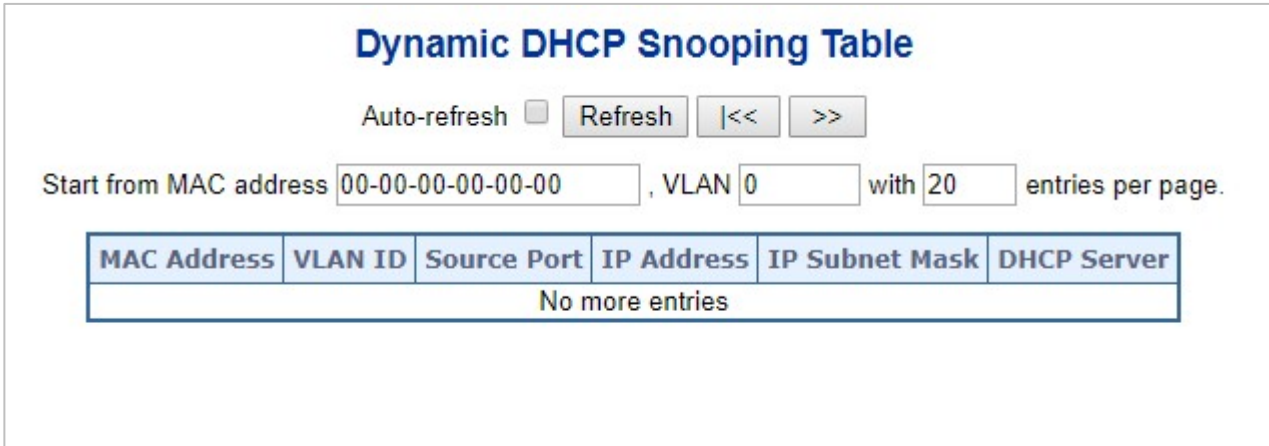 Dynamic DHCP Snooping Table
Auto-refresh Refresh |<< >>
Start from MAC address 00-00-00-00-00-00 , VLAN 0 with 20 entries per page.
MAC Address VLAN ID Source Port IP Address IP Subnet Mask DHCP Server
No more entries